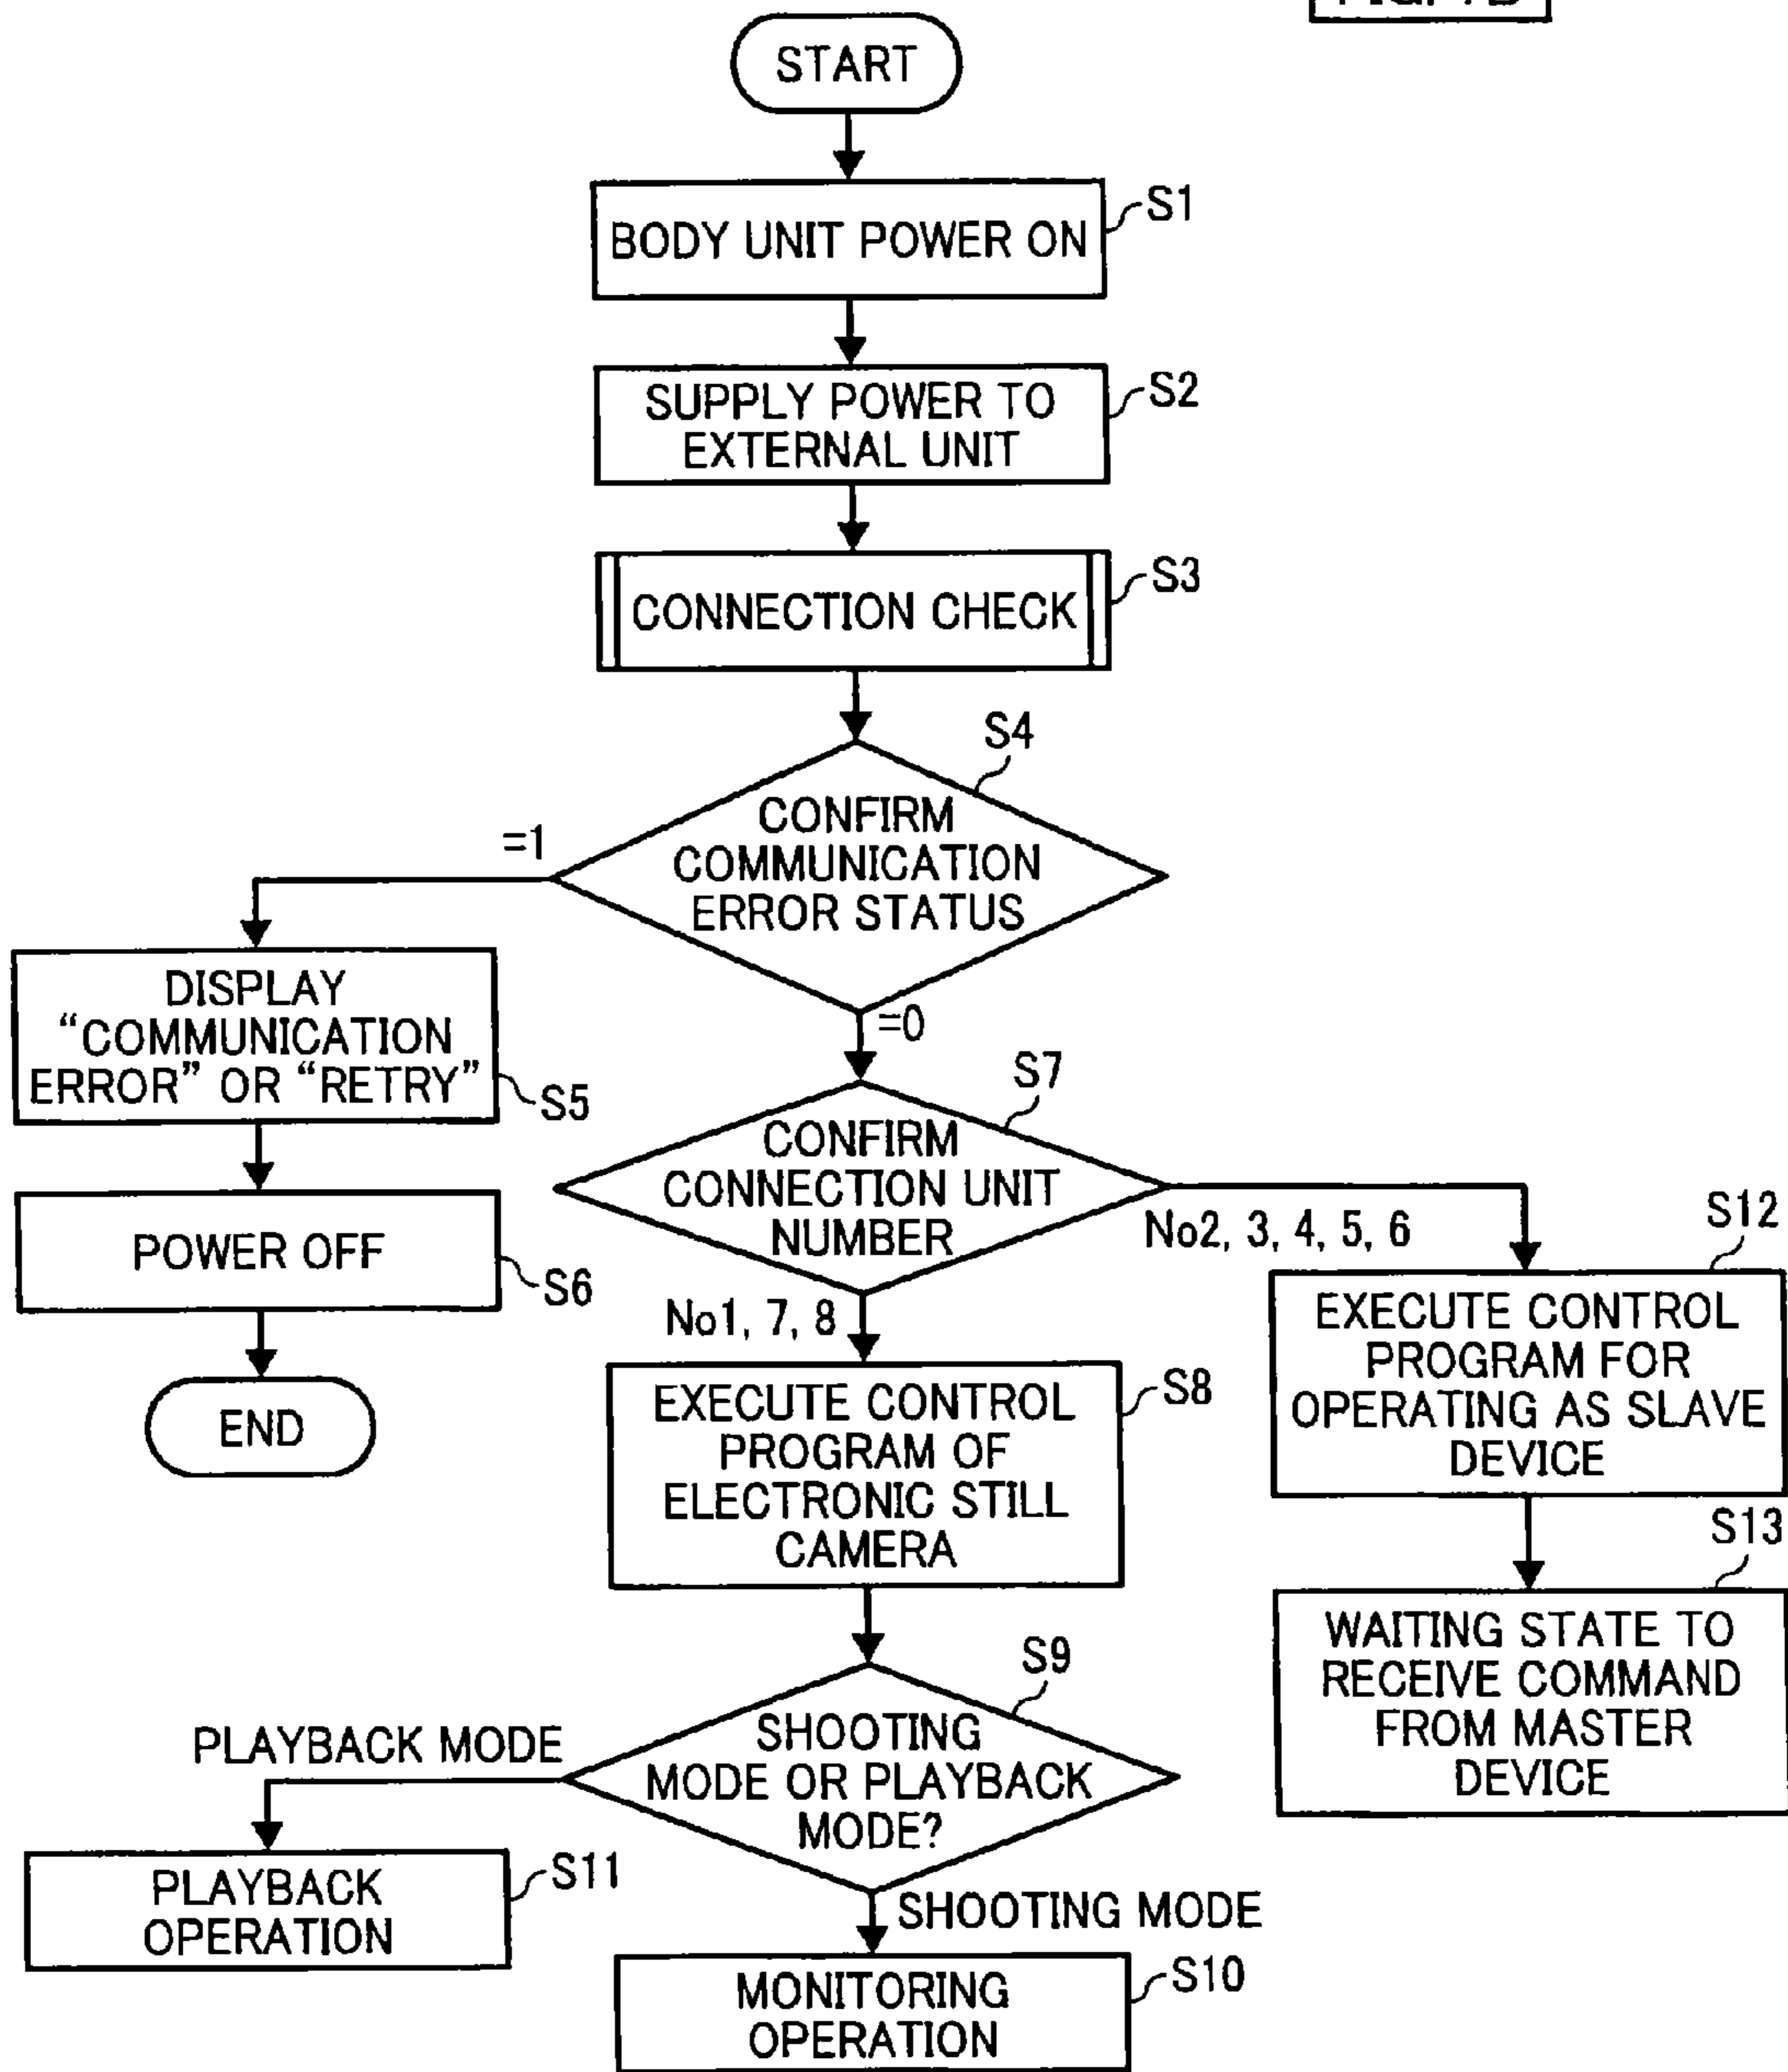 START
BODY UNIT POWER ON
S1
SUPPLY POWER TO
EXTERNAL UNIT
S2
CONNECTION CHECK
S3
CONFIRM
COMMUNICATION
ERROR STATUS
S4
=1
=0
DISPLAY
“COMMUNICATION
ERROR” OR “RETRY”
S5
POWER OFF
S6
END
CONFIRM
CONNECTION UNIT
NUMBER
S7
No1, 7, 8
No2, 3, 4, 5, 6
EXECUTE CONTROL
PROGRAM OF
ELECTRONIC STILL
CAMERA
S8
EXECUTE CONTROL
PROGRAM FOR
OPERATING AS SLAVE
DEVICE
S12
WAITING STATE TO
RECEIVE COMMAND
FROM MASTER
DEVICE
S13
SHOOTING
MODE OR PLAYBACK
MODE?
S9
PLAYBACK MODE
SHOOTING MODE
PLAYBACK
OPERATION
S11
MONITORING
OPERATION
S10